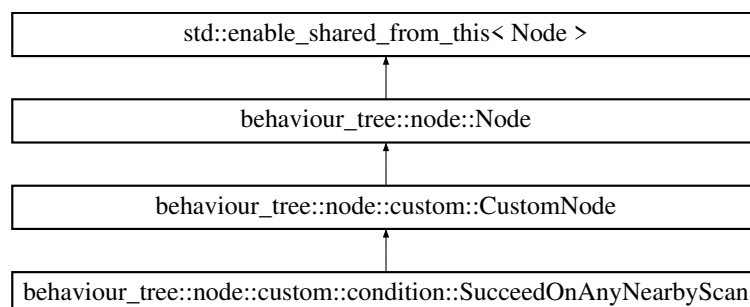 std::enable_shared_from_this< Node >
behaviour_tree::node::Node
behaviour_tree::node::custom::CustomNode
behaviour_tree::node::custom::condition::SucceedOnAnyNearbyScan